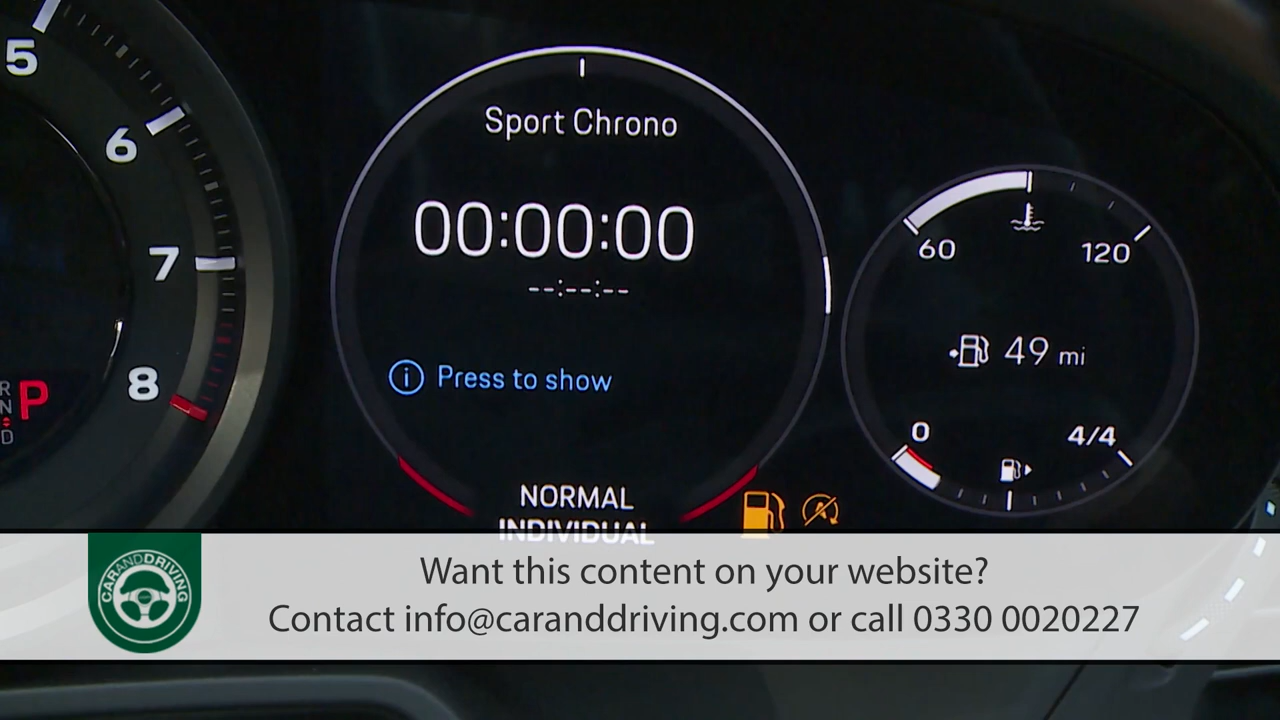 5
6
7
8
R
N
D
P
Sport Chrono
00:00:00
--:--:--
Press to show
NORMAL
INDIVIDUAL
60
120
49 mi
0
4/4
CARANDDRIVING
Want this content on your website?
Contact info@caranddriving.com or call 0330 0020227